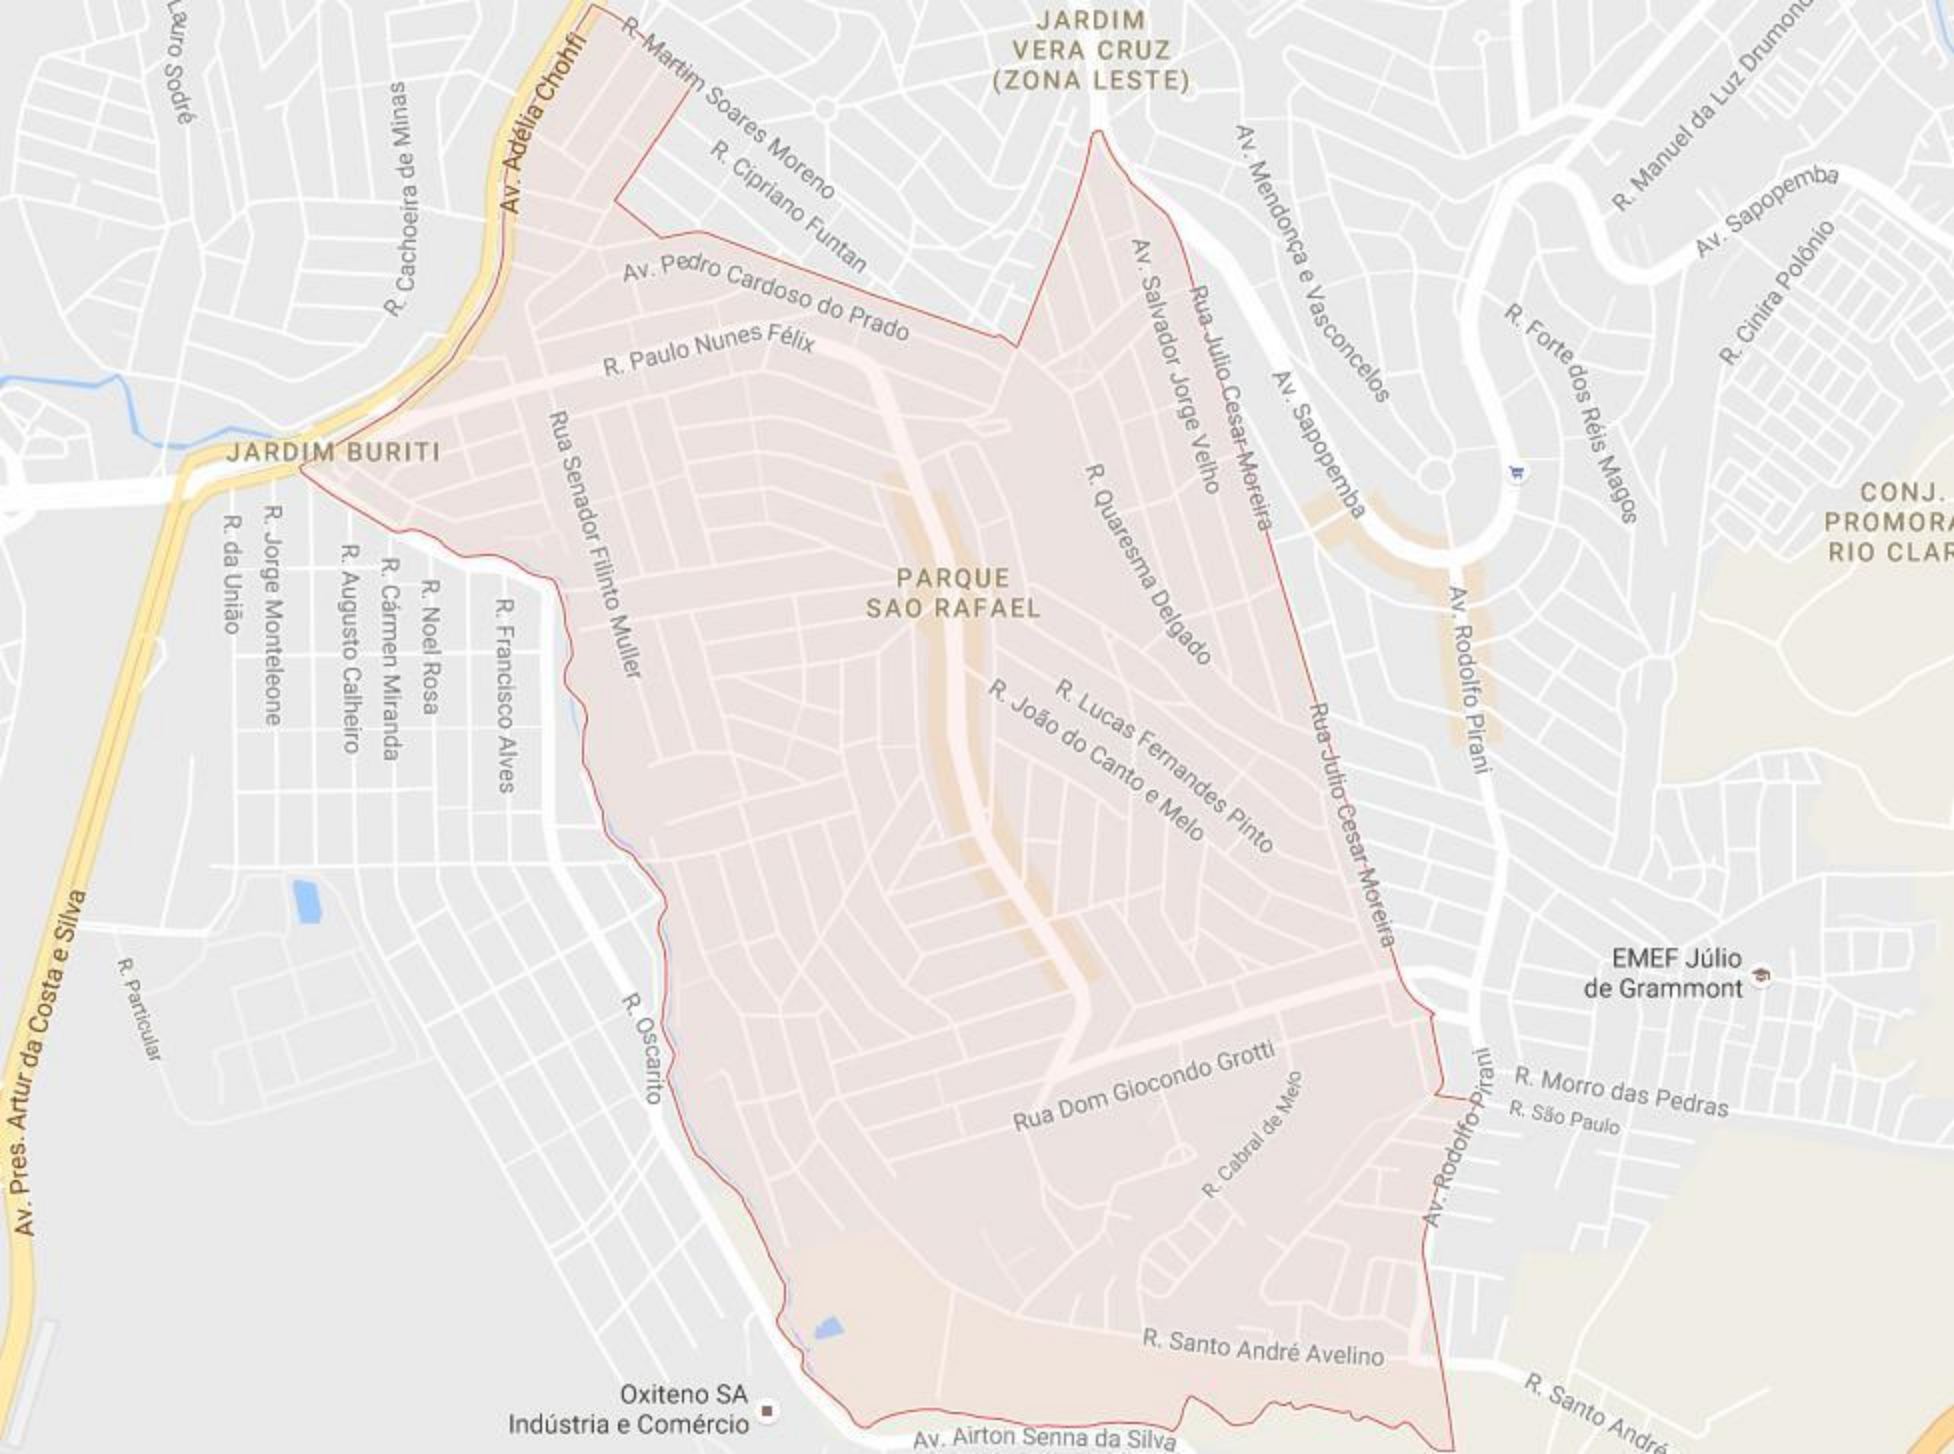 Lauro Sodré
R. Cachoeira de Minas
Av. Adélia Chohfi
R. Martim Soares Moreno
R. Cipriano Funtan
JARDIM
VERA CRUZ
(ZONA LESTE)
Av. Mendonça e Vasconcelos
R. Manuel da Luz Drumond
Av. Sapopemba
R. Cinira Polônio
R. Forte dos Réis Magos
Av. Pedro Cardoso do Prado
R. Paulo Nunes Félix
Av. Salvador Jorge Velho
Rua Julio Cesar Moreira
Av. Sapopemba
JARDIM BURITI
Rua Senador Filinto Muller
R. Quaresma Delgado
CONJ.
PROMORA
RIO CLAR
R. da União
R. Jorge Monteleone
R. Augusto Calheiro
R. Cármen Miranda
R. Noel Rosa
R. Francisco Alves
PARQUE
SAO RAFAEL
Av. Rodolfo Pirani
R. Lucas Fernandes Pinto
R. João do Canto e Melo
Rua Julio Cesar Moreira
Av. Pres. Artur da Costa e Silva
R. Particular
R. Oscarito
EMEF Júlio
de Grammont
Rua Dom Giocondo Grotti
R. Cabral de Melo
Av. Rodolfo Pirani
R. Morro das Pedras
R. São Paulo
R. Santo André Avelino
R. Santo André
Oxiteno SA
Indústria e Comércio
Av. Airton Senna da Silva